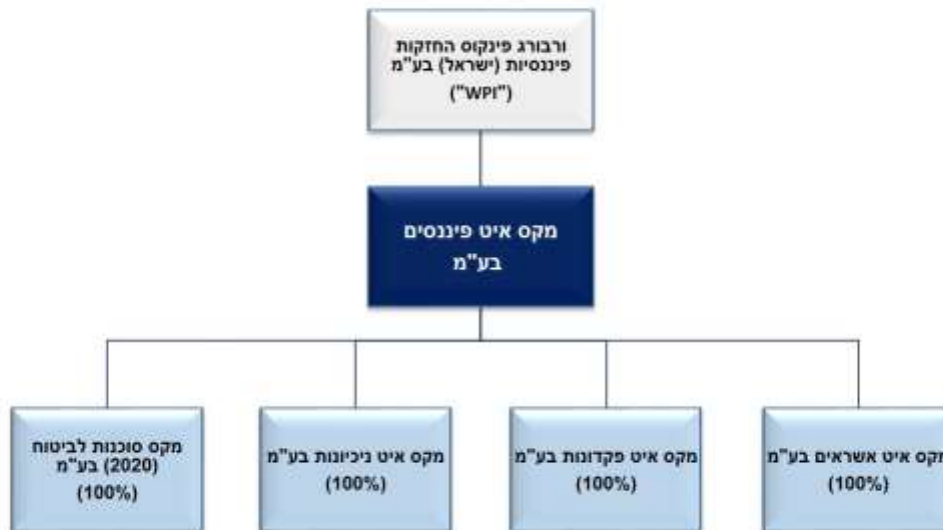 ורבורג פינקוס החזקות
פיננסיות (ישראל) בע"מ
("WPI")
מקס איט פיננסים
בע"מ
מקס איט אשראים בע"מ
(100%)
מקס איט פקדונות בע"מ
(100%)
מקס איט ניכיונות בע"מ
(100%)
מקס סוכנות לביטוח
(2020) בע"מ
(100%)